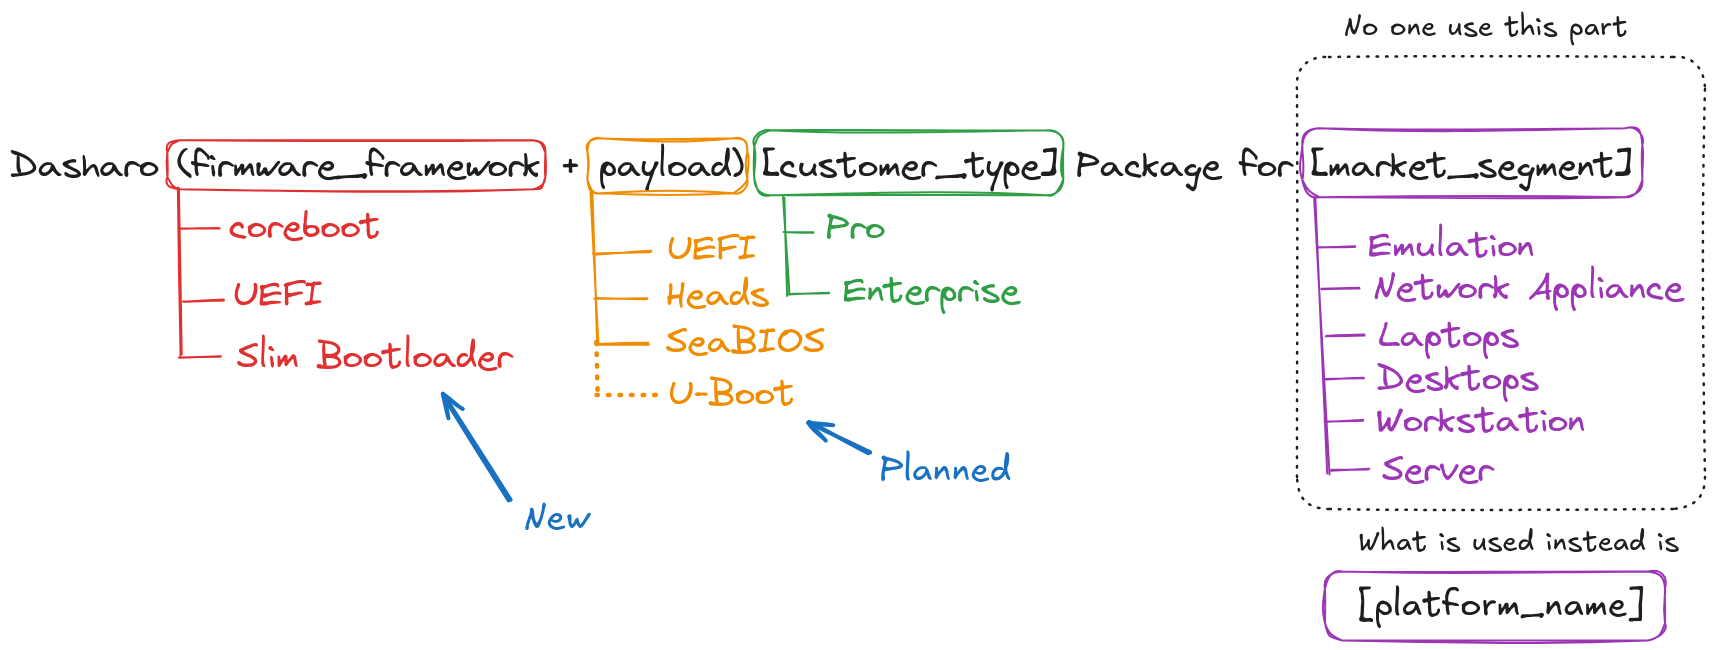 No one use this part
Dasharo (firmware_framework + payload) [customer_type] Package for [market_segment]
coreboot
UEFI
Slim Bootloader
New
UEFI
Heads
SeaBIOS
U-Boot
Planned
Pro
Enterprise
Emulation
Network Appliance
Laptops
Desktops
Workstation
Server
What is used instead is
[platform_name]